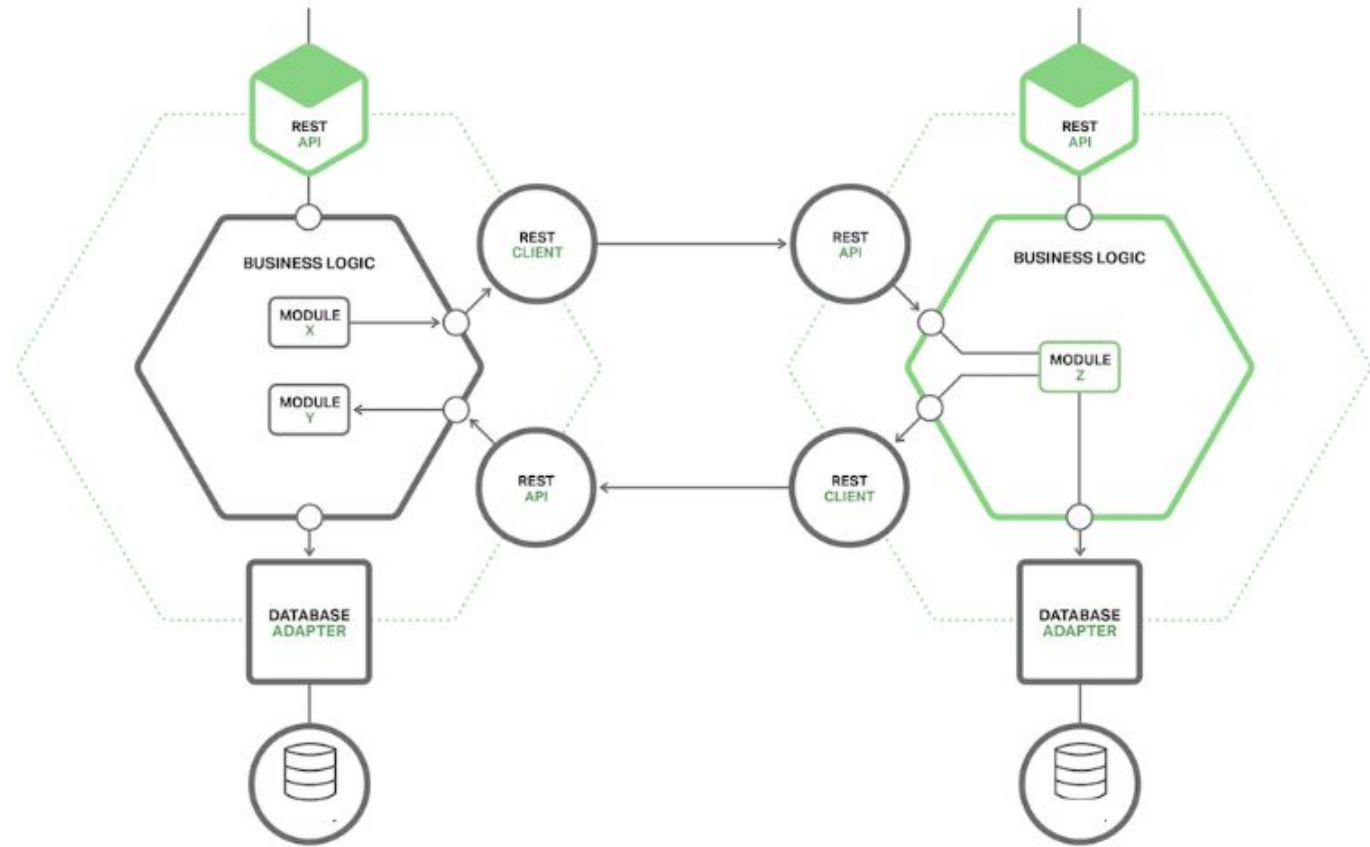 REST
API
REST
API
REST
CLIENT
REST
API
BUSINESS LOGIC
BUSINESS LOGIC
MODULE
X
MODULE
Y
MODULE
Z
REST
API
REST
CLIENT
DATABASE
ADAPTER
DATABASE
ADAPTER